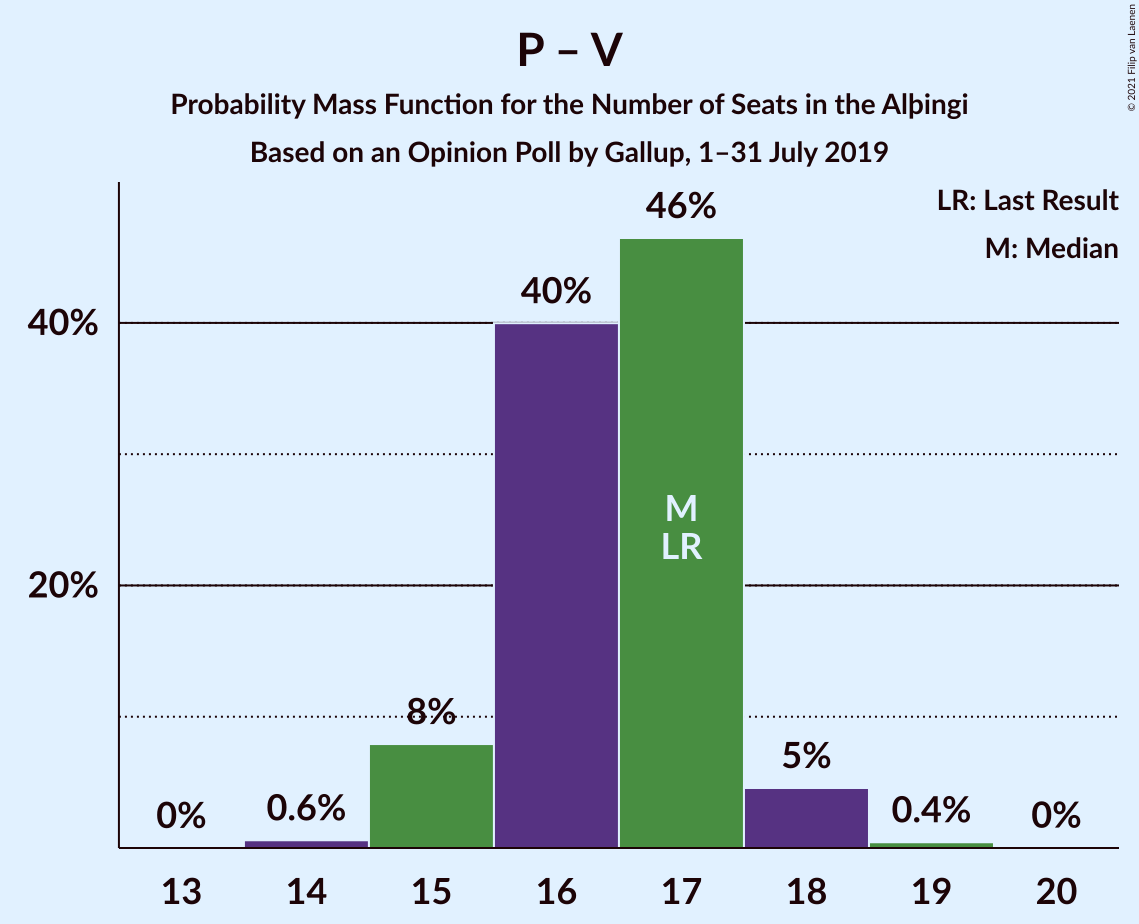 P – V
Probability Mass Function for the Number of Seats in the Alþingi
Based on an Opinion Poll by Gallup, 1–31 July 2019
© 2021 Filip van Laenen
LR: Last Result
M: Median
46%
40%
40%
M
LR
20%
8%
5%
0%
0.6%
0.4%
0%
13 14 15 16 17 18 19 20